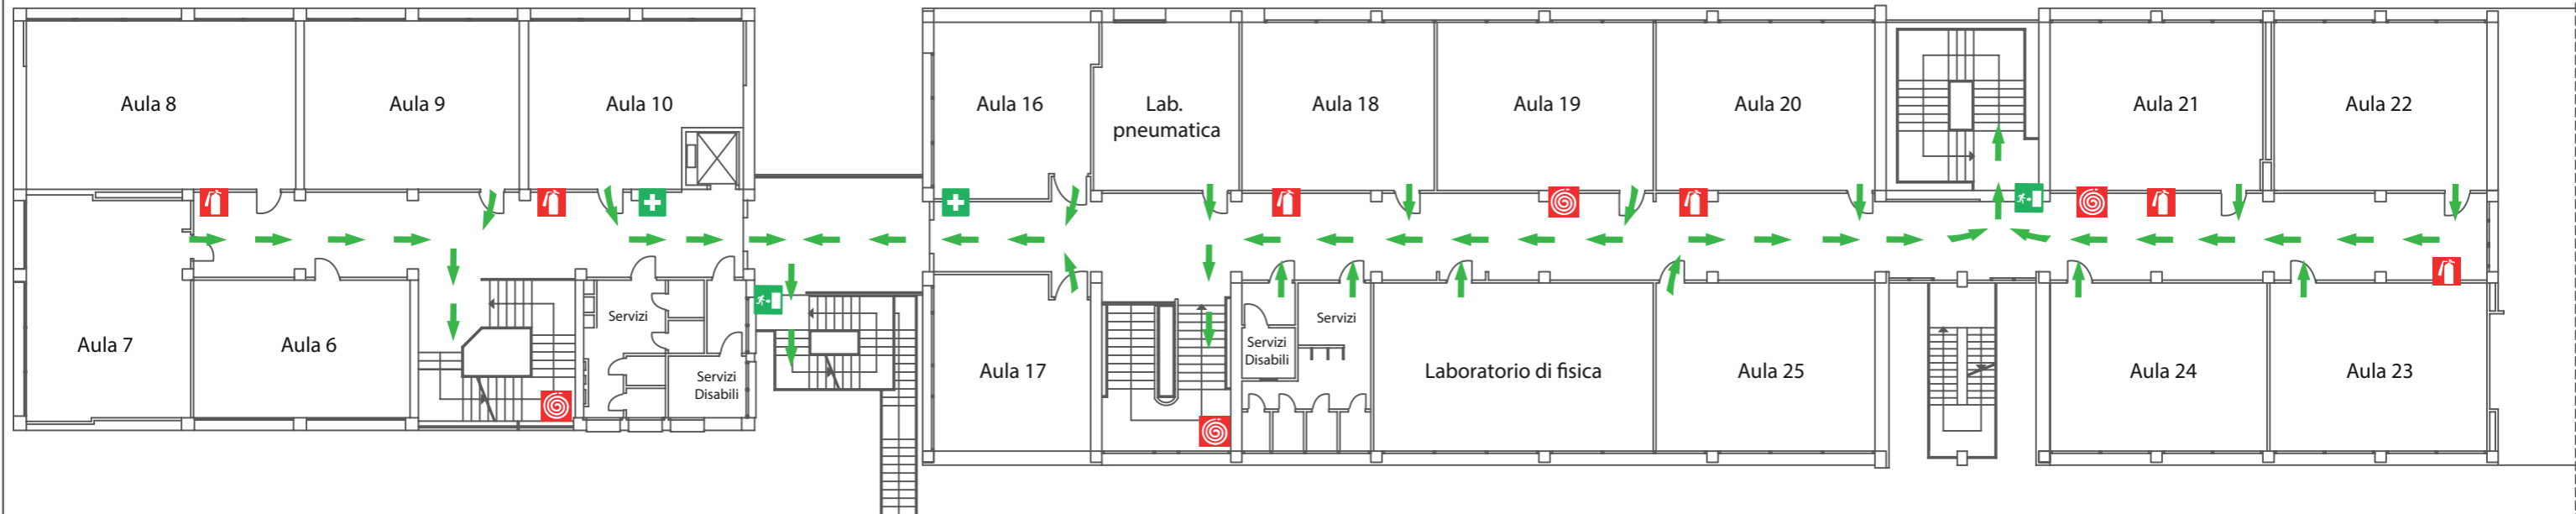 Aula 8
Aula 9
Aula 10
Aula 16
Lab.
pneumatica
Aula 18
Aula 19
Aula 20
Aula 21
Aula 22
Aula 7
Aula 6
Servizi
Servizi
Disabili
Aula 17
Servizi
Disabili
Servizi
Laboratorio di fisica
Aula 25
Aula 24
Aula 23